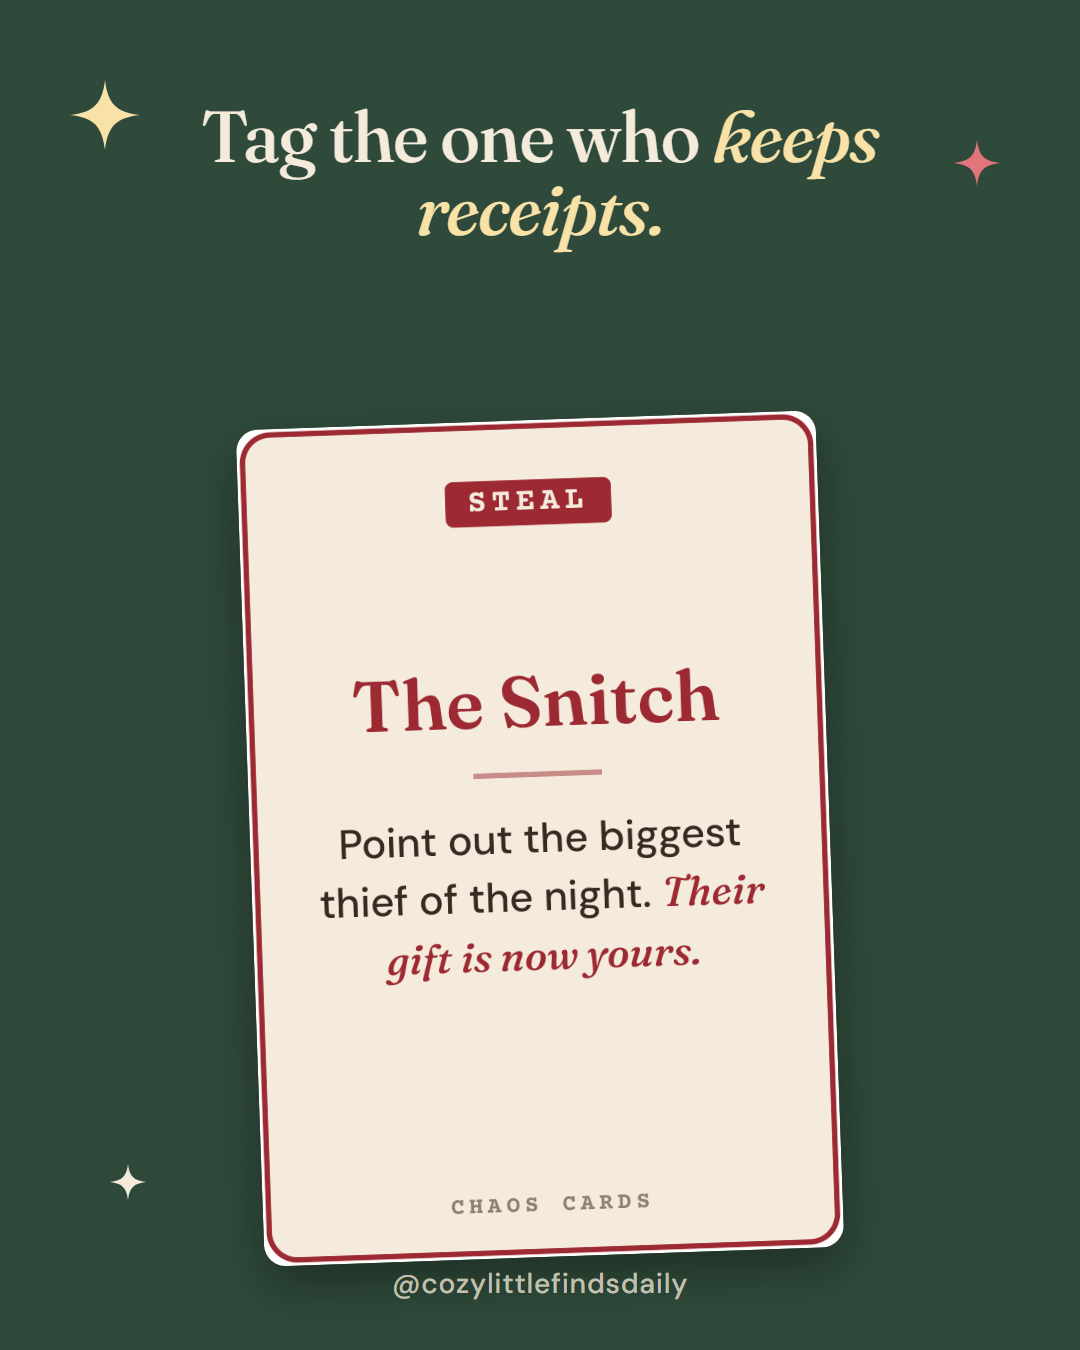 Tag the one who keeps
receipts.
STEAL
The Snitch
Point out the biggest
thief of the night. Their
gift is now yours.
CHAOS CARDS
@cozylittlefindsdaily